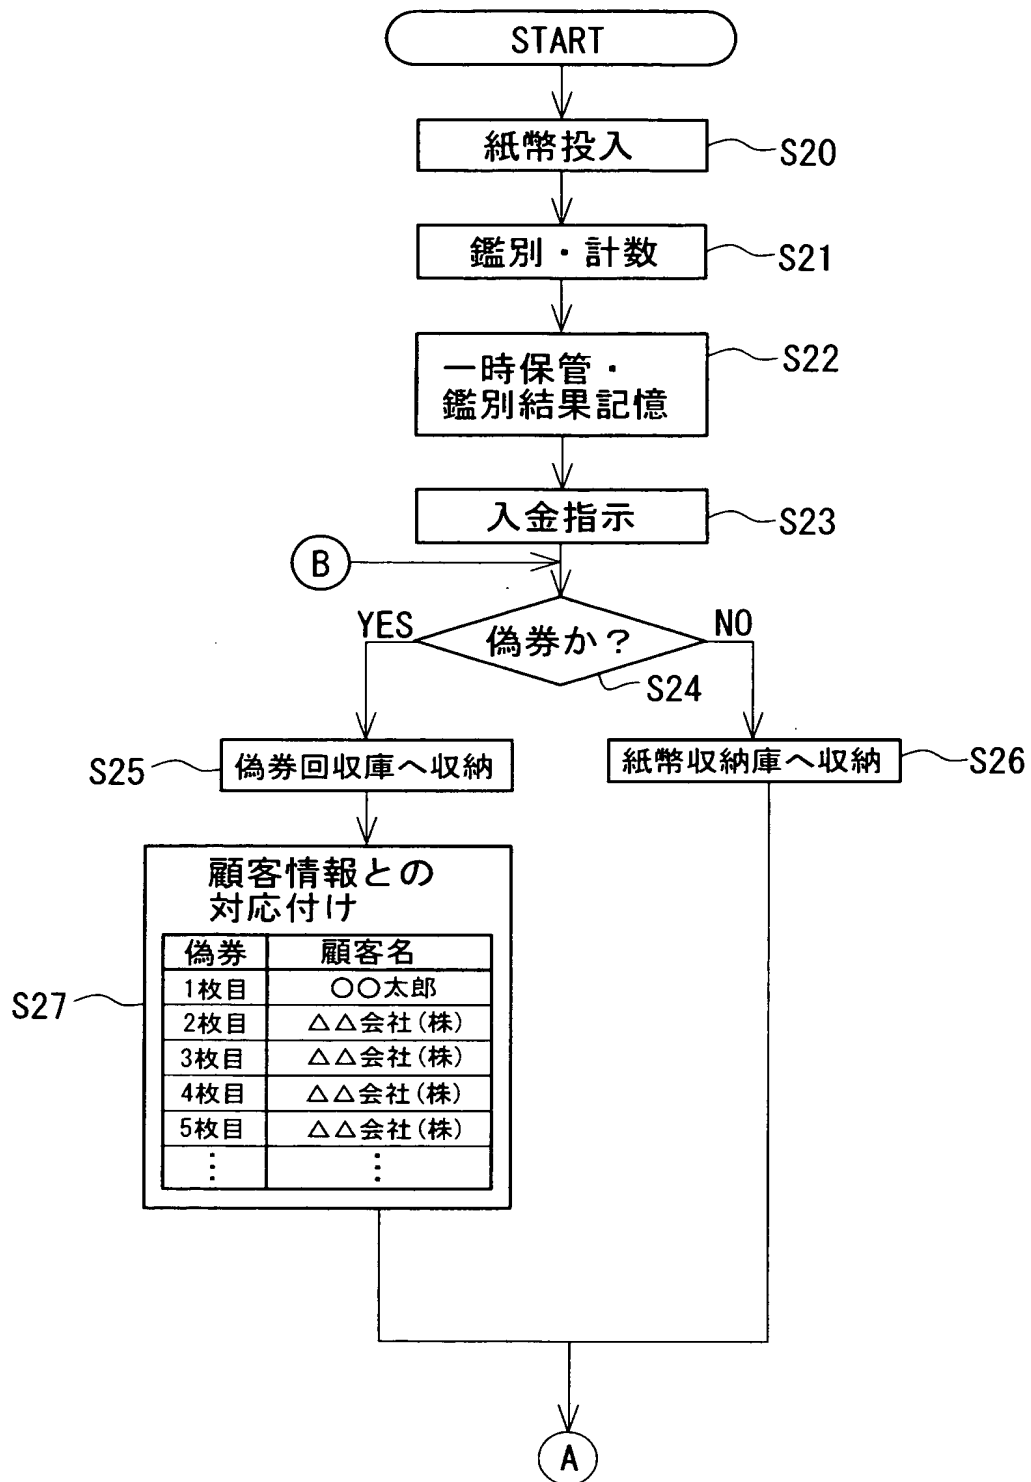 START
紙幣投入
S20
鑑別・計数
S21
一時保管・
鑑別結果記憶
S22
入金指示
S23
B
偽券か？
YES
NO
S24
偽券回収庫へ収納
S25
紙幣収納庫へ収納
S26
顧客情報との
対応付け
S27
偽券 顧客名
1枚目 〇〇太郎
2枚目 △△会社(株)
3枚目 △△会社(株)
4枚目 △△会社(株)
5枚目 △△会社(株)
⋮ ⋮
A